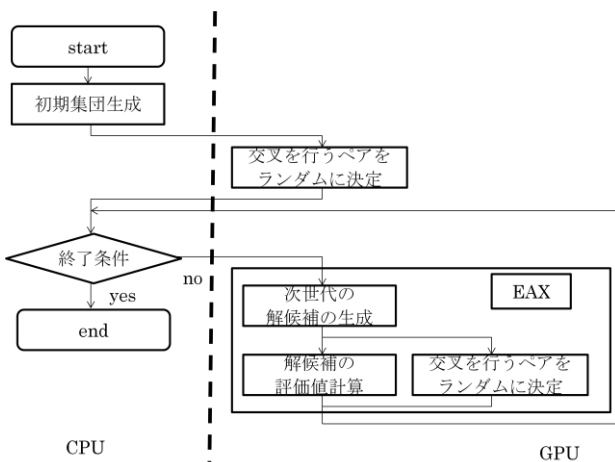 start
初期集団生成
交叉を行うペアを
ランダムに決定
終了条件
no
yes
end
EAX
次世代の
解候補の生成
解候補の
評価値計算
交叉を行うペアを
ランダムに決定
CPU
GPU